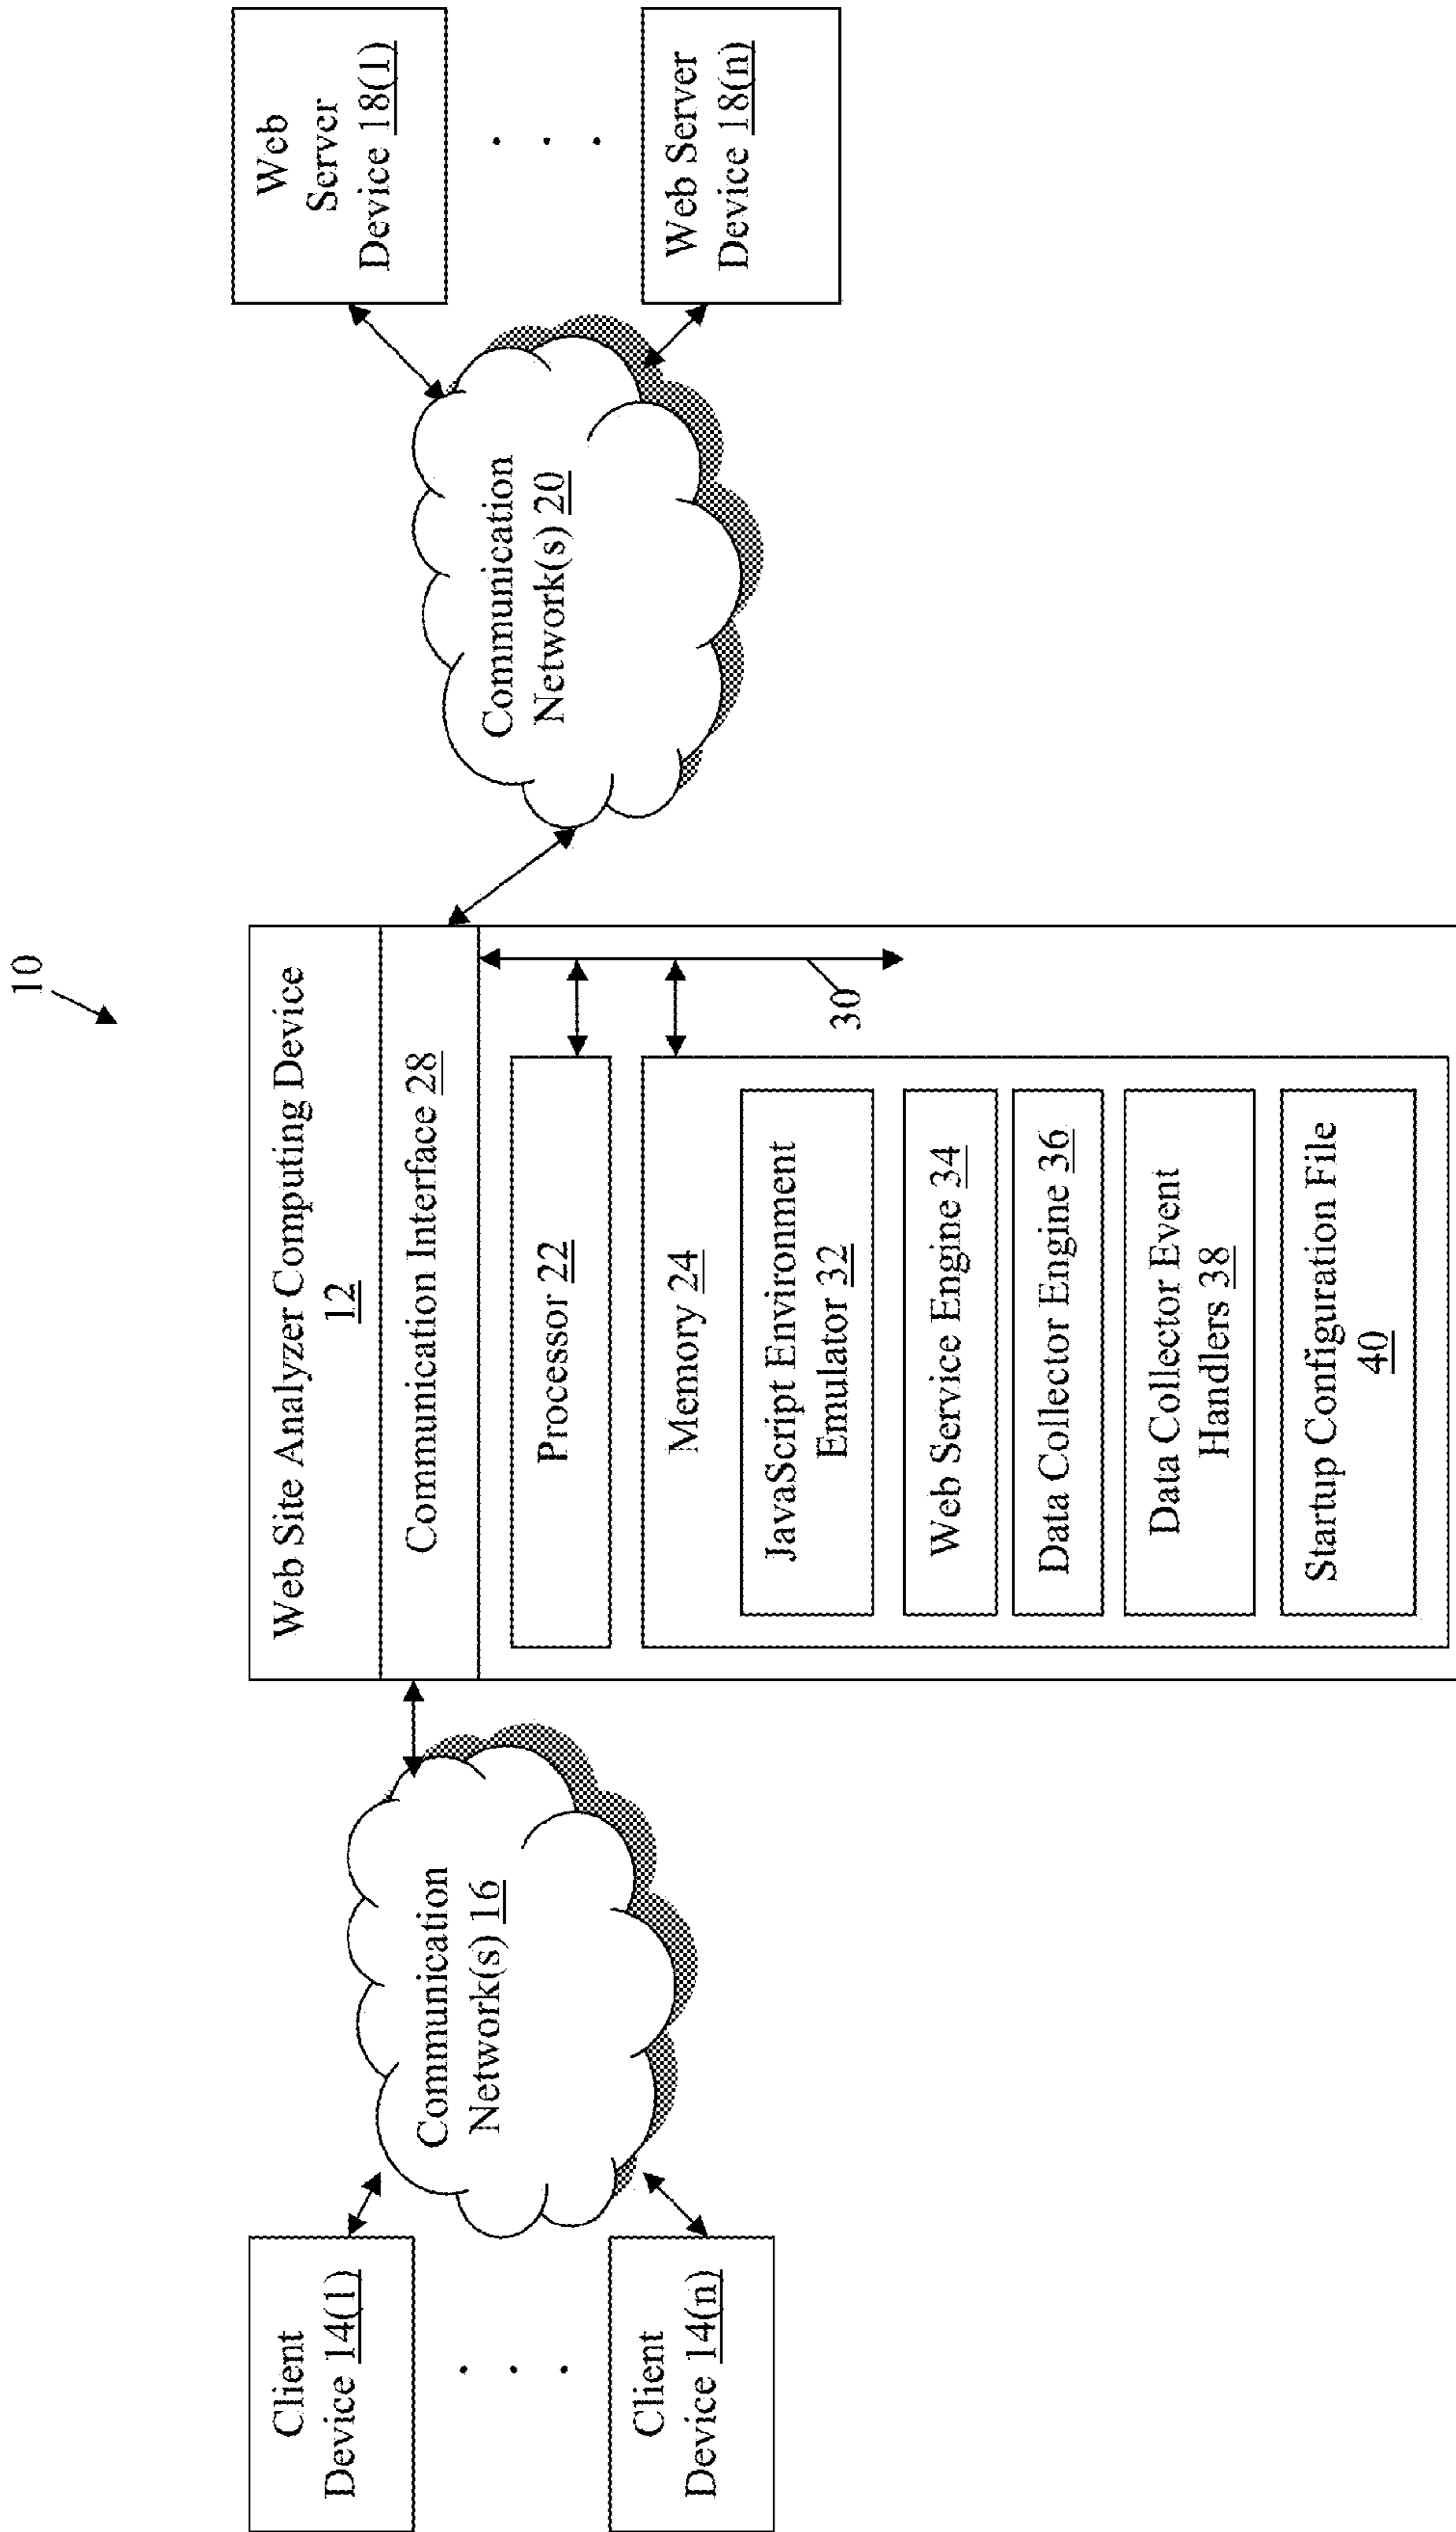 10
Client
Device 14(1)
. . .
Client
Device 14(n)
Communication
Network(s) 16
Web Site Analyzer Computing Device
12
Communication Interface 28
Processor 22
Memory 24
JavaScript Environment
Emulator 32
Web Service Engine 34
Data Collector Engine 36
Data Collector Event
Handlers 38
Startup Configuration File
40
30
Communication
Network(s) 20
Web
Server
Device 18(1)
. . .
Web Server
Device 18(n)